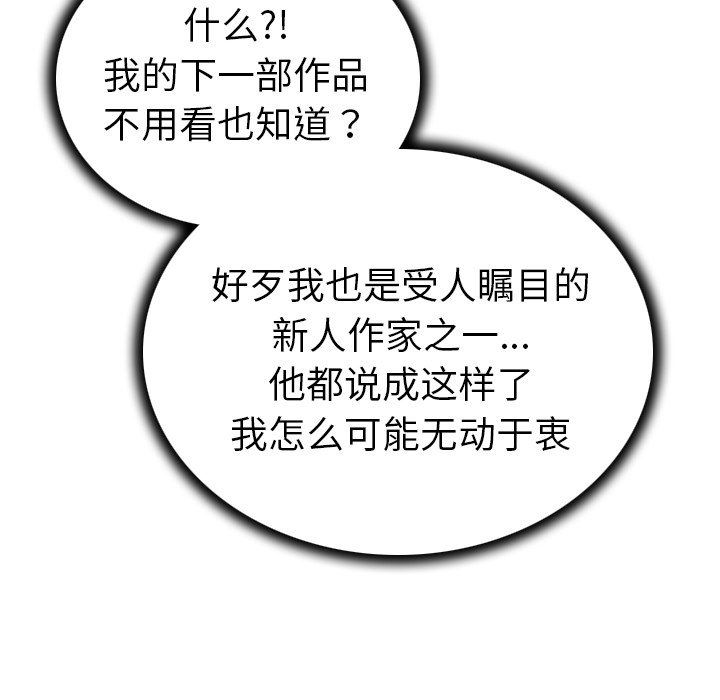 什么?!
我的下一部作品
不用看也知道？
好歹我也是受人瞩目的
新人作家之一...
他都说成这样了
我怎么可能无动于衷